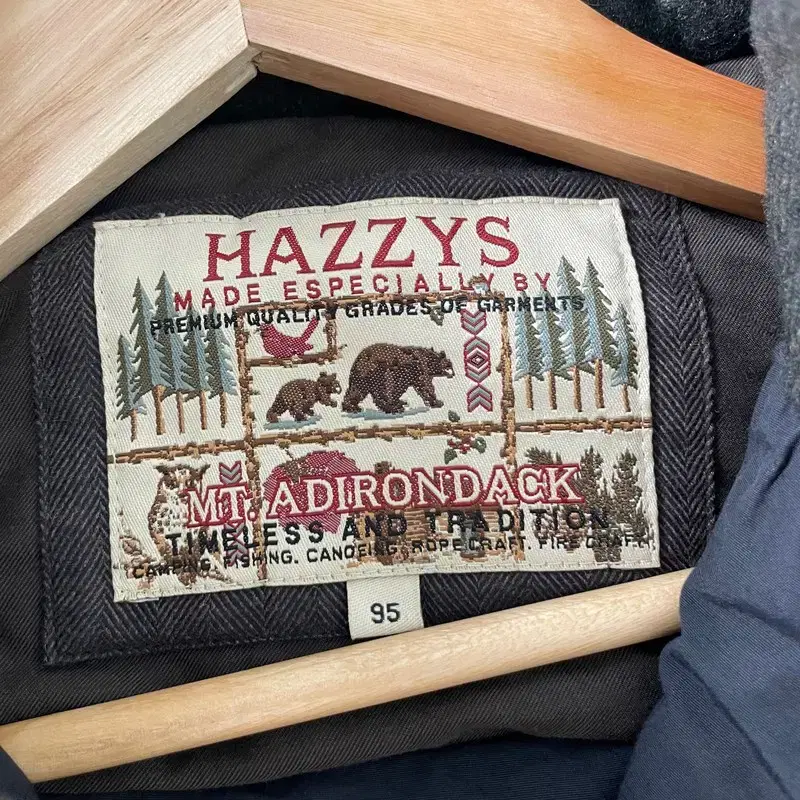 HAZZYS
MADE ESPECIALLY BY
PREMIUM QUALITY GRADES OF GARMENTS
MT. ADIRONDACK
TIMELESS AND TRADITION
CAMPING. FISHING. CANOEING. ROPE CRAFT. FIRE CRAFT.
95